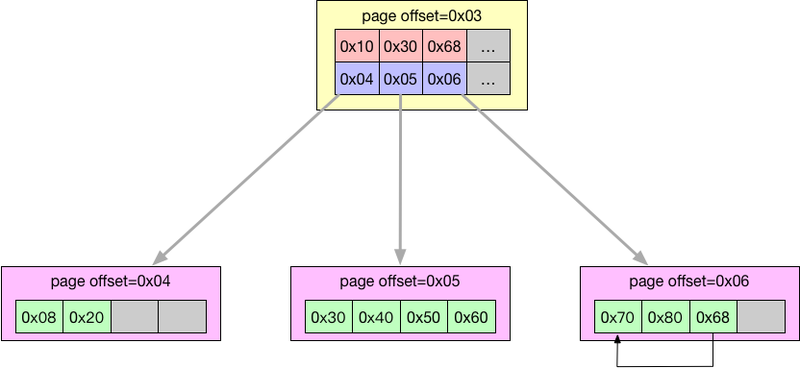 page offset=0x03
0x10 0x30 0x68 ...
0x04 0x05 0x06 ...
page offset=0x04
0x08 0x20
page offset=0x05
0x30 0x40 0x50 0x60
page offset=0x06
0x70 0x80 0x68